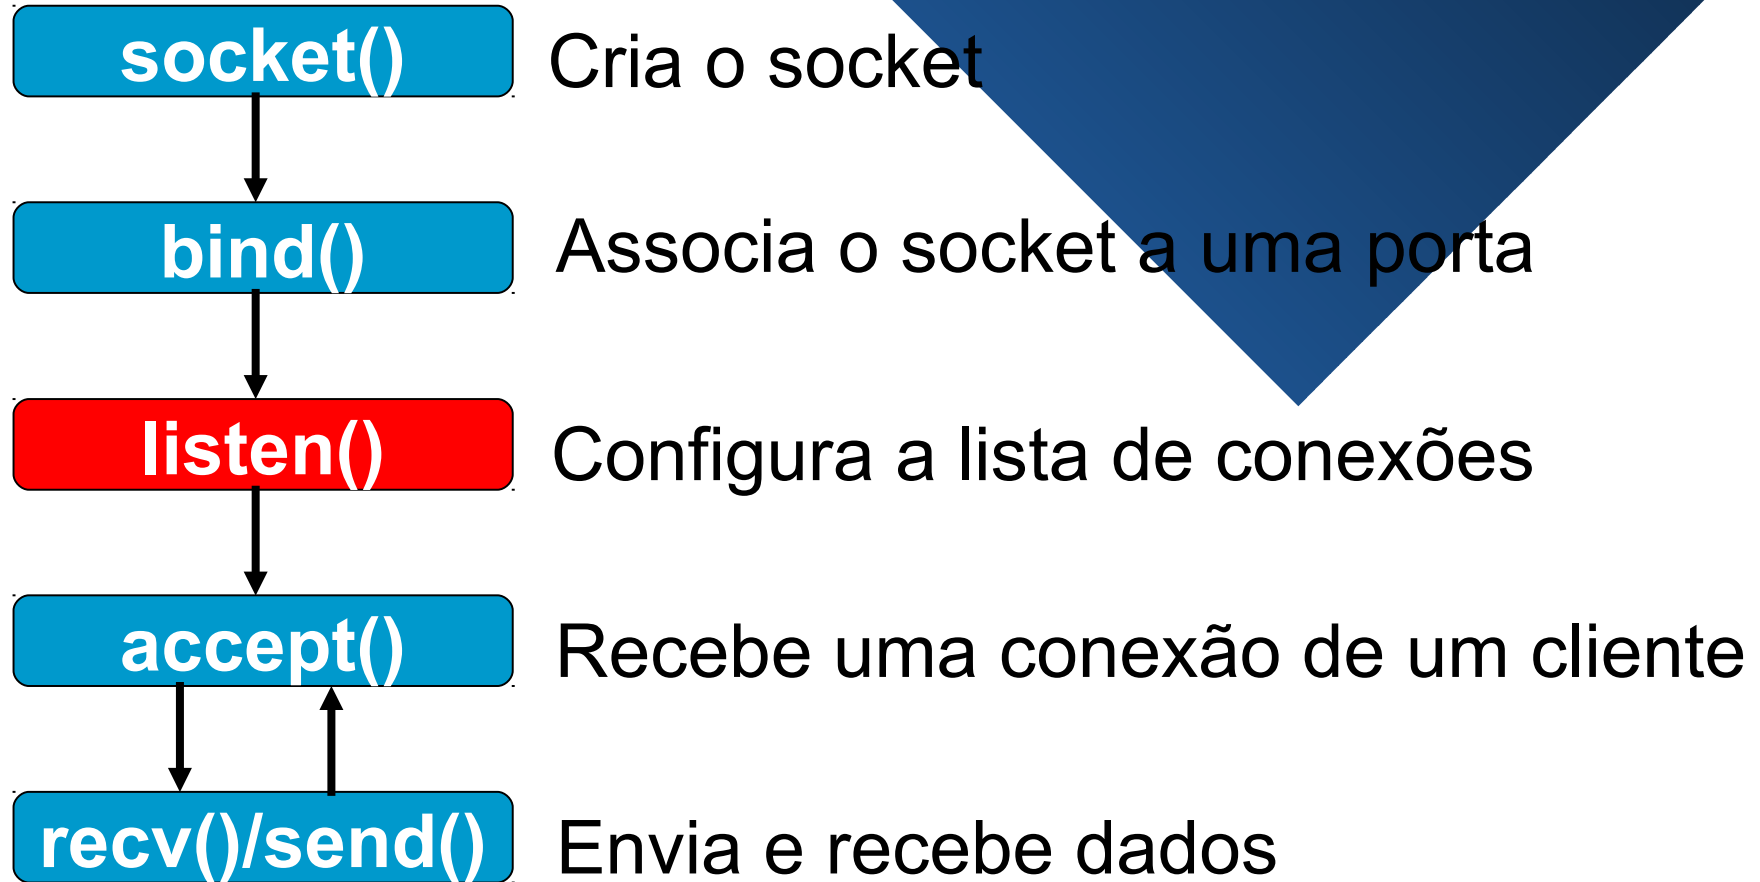 socket() Cria o socket
bind() Associa o socket a uma porta
listen() Configura a lista de conexões
accept() Recebe uma conexão de um cliente
recv()/send() Envia e recebe dados